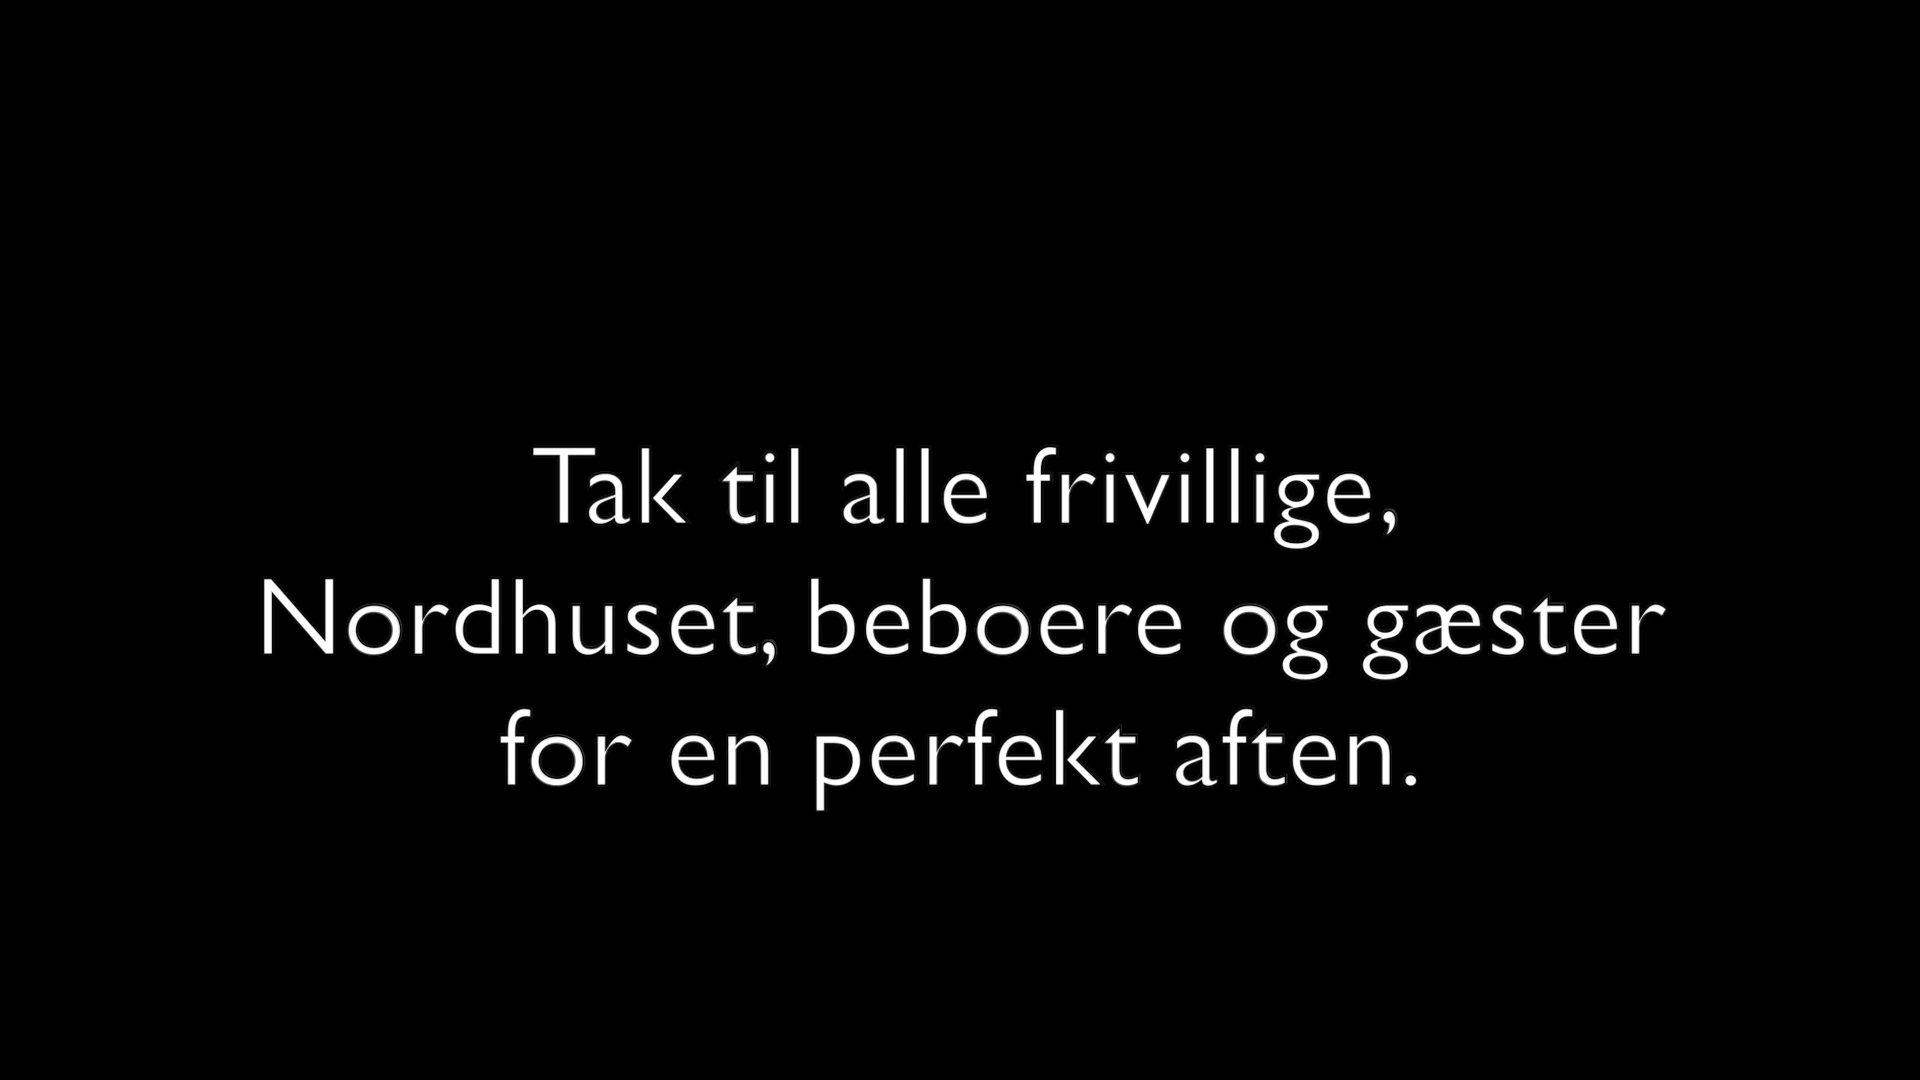 Tak til alle frivillige,
Nordhuset, beboere og gæster
for en perfekt aften.